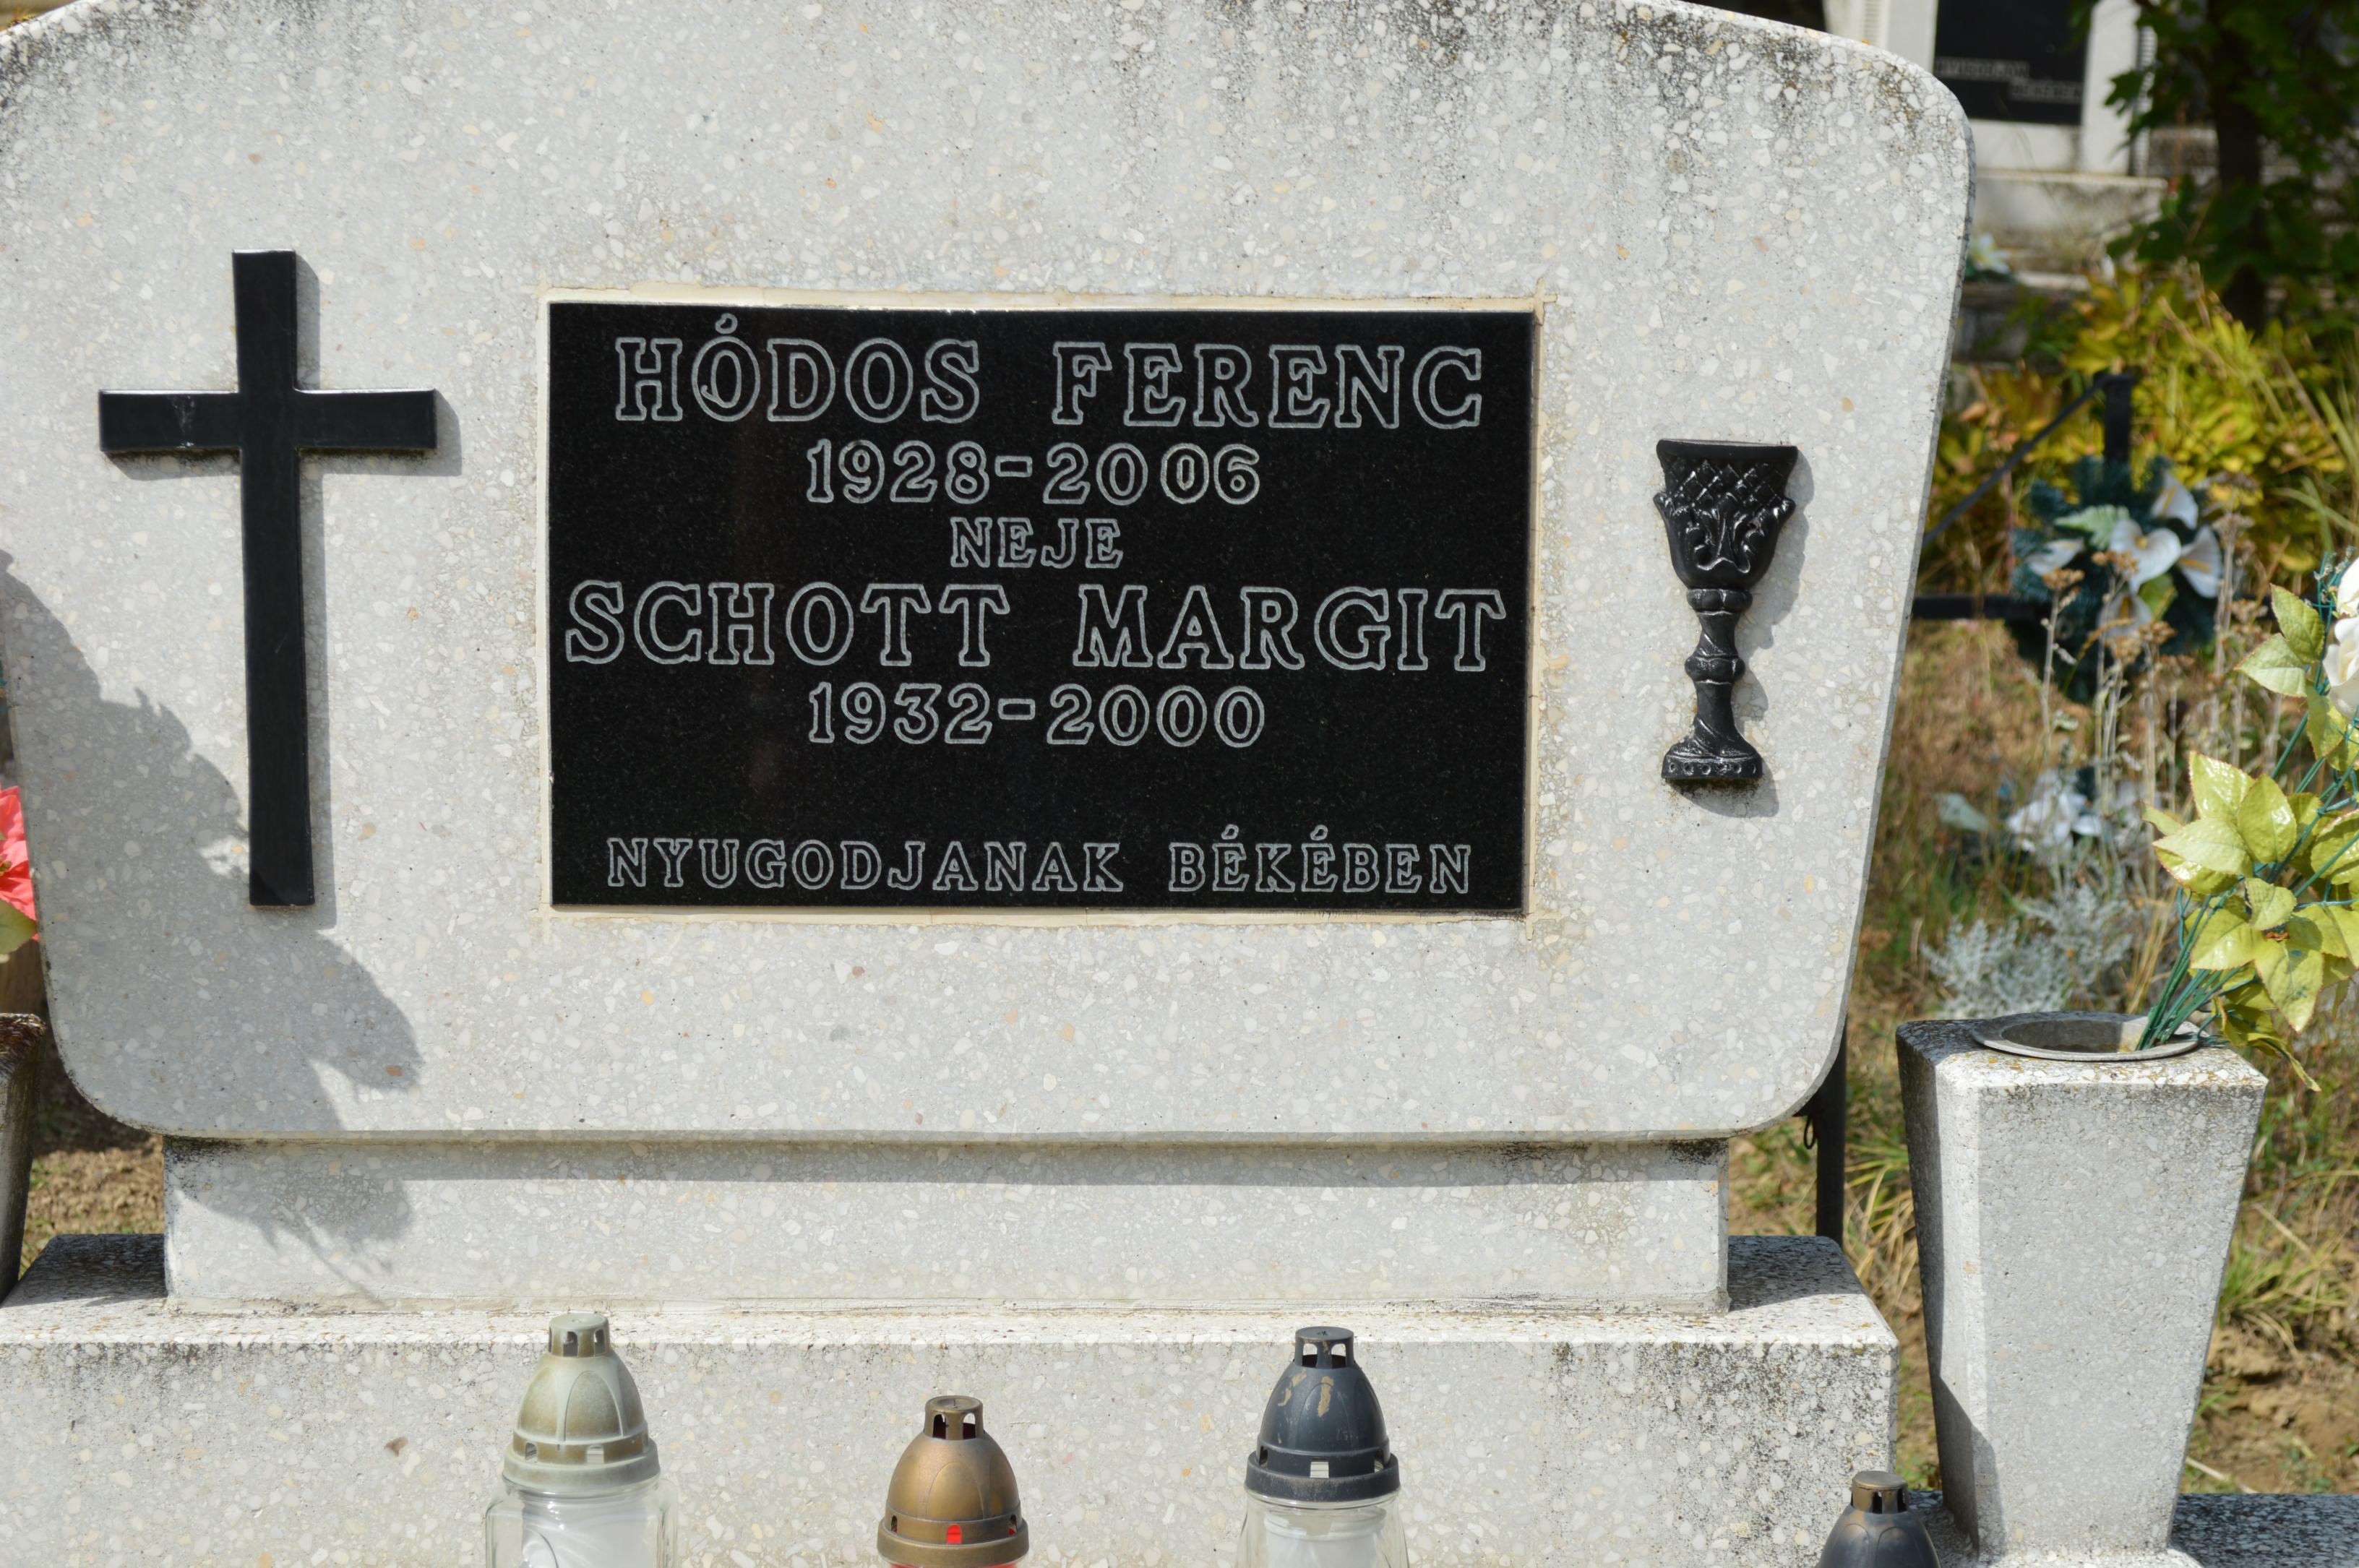 HÓDOS FERENC
1928-2006
NEJE
SCHOTT MARGIT
1932-2000
NYUGODJANAK BÉKÉBEN